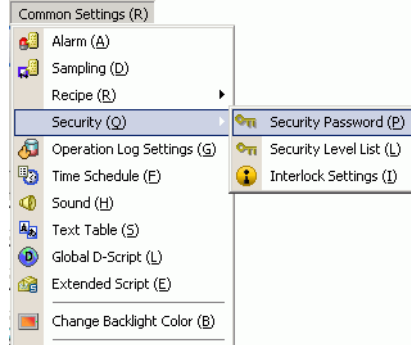 Common Settings (R)
Alarm (A)
Sampling (D)
Recipe (R)
Security (Q)
Security Password (P)
Operation Log Settings (G)
Security Level List (L)
Time Schedule (F)
Interlock Settings (I)
Sound (H)
Text Table (S)
Global D-Script (L)
Extended Script (E)
Change Backlight Color (B)